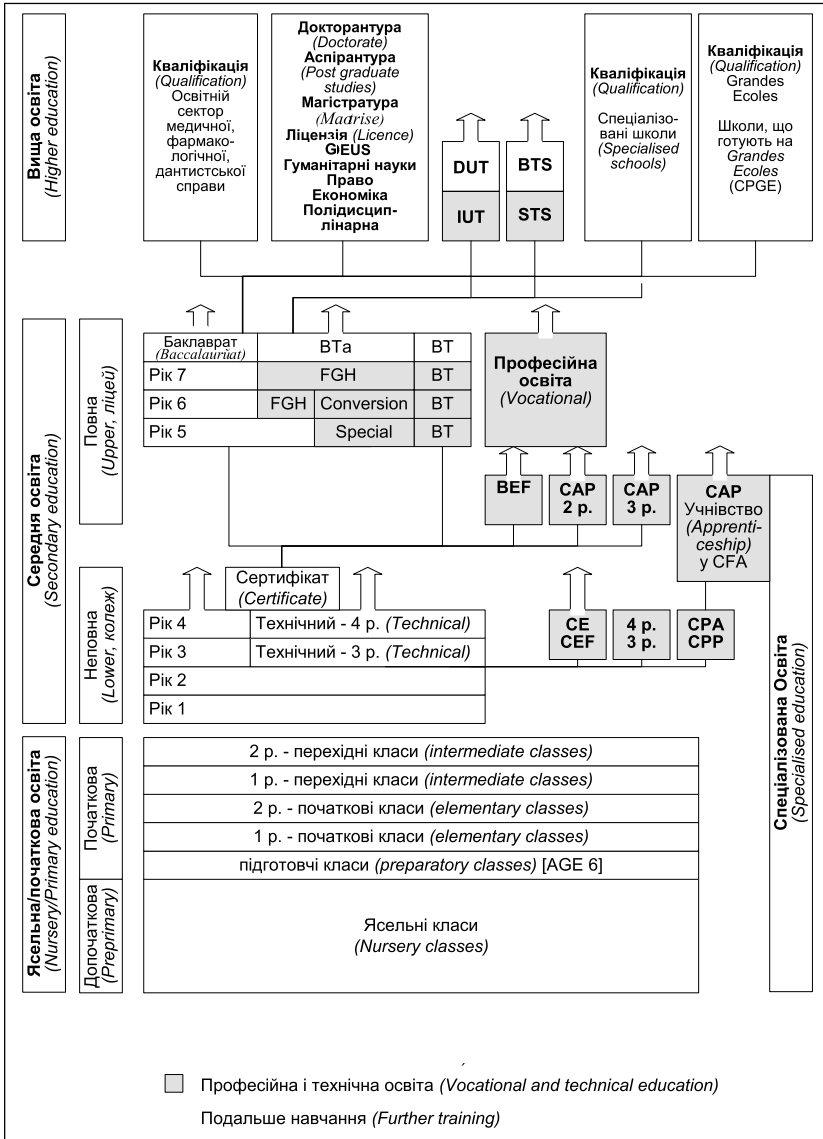 Вища освіта
(Higher education)
Кваліфікація
(Qualification)
Освітній
сектор
медичної,
фармако-
логічної,
дантистської
справи
Докторантура
(Doctorate)
Аспірантура
(Post graduate
studies)
Магістратура
(Maотrise)
Ліцензія (Licence)
GЮEUS
Гуманітарні науки
Право
Економіка
Полідисцип-
лінарна
DUT
IUT
BTS
STS
Кваліфікація
(Qualification)
Спеціалізо-
вані школи
(Specialised
schools)
Кваліфікація
(Qualification)
Grandes
Ecoles
Школи, що
готують на
Grandes
Ecoles
(CPGE)
Середня освіта
(Secondary education)
Повна
(Upper, ліцей)
Баклаврат
(Baccalaurйat)
BTa
BT
Рік 7
FGH
BT
Рік 6
FGH
Conversion
BT
Рік 5
Special
BT
Професійна
освіта
(Vocational)
BEF
CAP
2 р.
CAP
3 р.
CAP
Учнівство
(Apprenti-
ceship)
у CFA
Неповна
(Lower, колеж)
Сертифікат
(Certificate)
Рік 4
Технічний - 4 р. (Technical)
Рік 3
Технічний - 3 р. (Technical)
Рік 2
Рік 1
CE
CEF
4 р.
3 р.
CPA
CPP
Спеціалізована Освіта
(Specialised education)
Ясельна/початкова освіта
(Nursery/Primary education)
Початкова
(Primary)
2 р. - перехідні класи (intermediate classes)
1 р. - перехідні класи (intermediate classes)
2 р. - початкові класи (elementary classes)
1 р. - початкові класи (elementary classes)
підготовчі класи (preparatory classes) [AGE 6]
Допочаткова
(Preprimary)
Ясельні класи
(Nursery classes)
Професійна і технічна освіта (Vocational and technical education)
Подальше навчання (Further training)